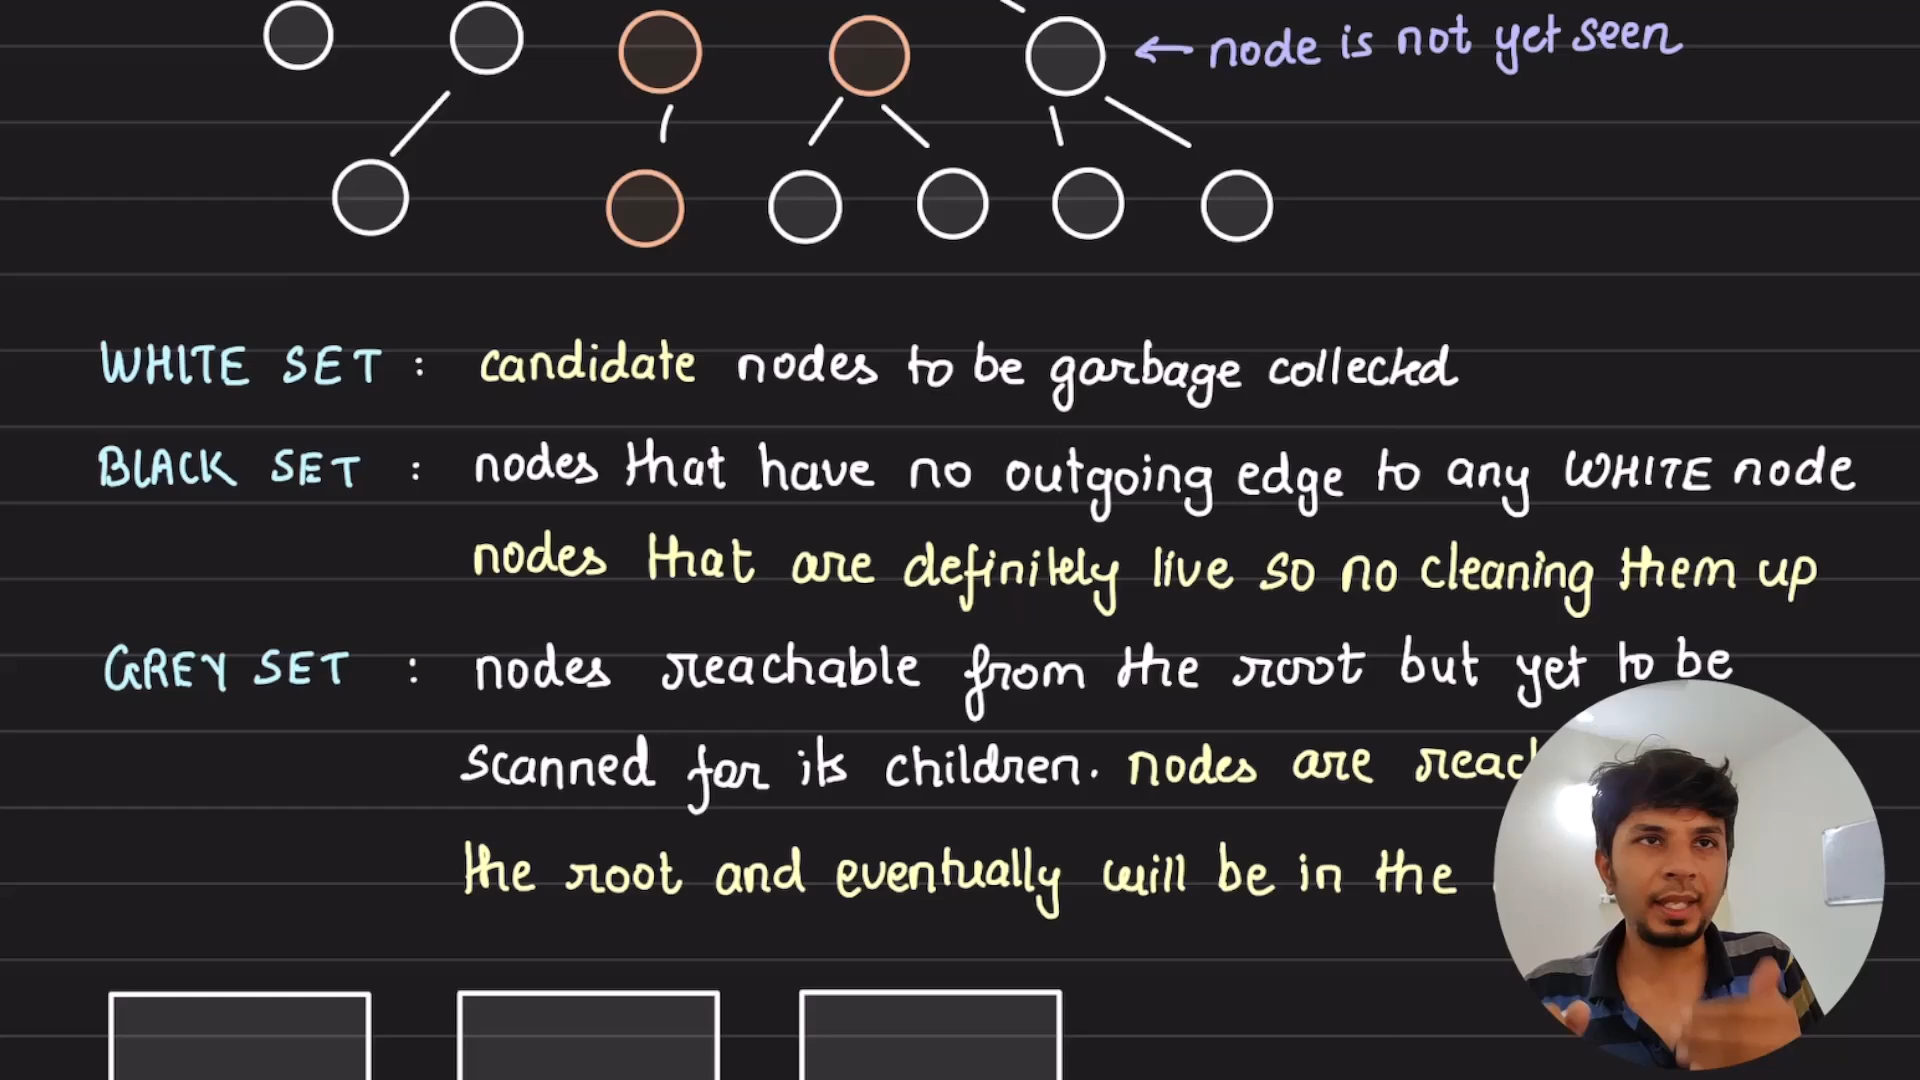 ← node is not yet seen
WHITE SET : candidate nodes to be garbage collected
BLACK SET : nodes that have no outgoing edge to any WHITE node
nodes that are definitely live so no cleaning them up
GREY SET : nodes reachable from the root but yet to be
scanned for its children. nodes are
the root and eventually will be in the